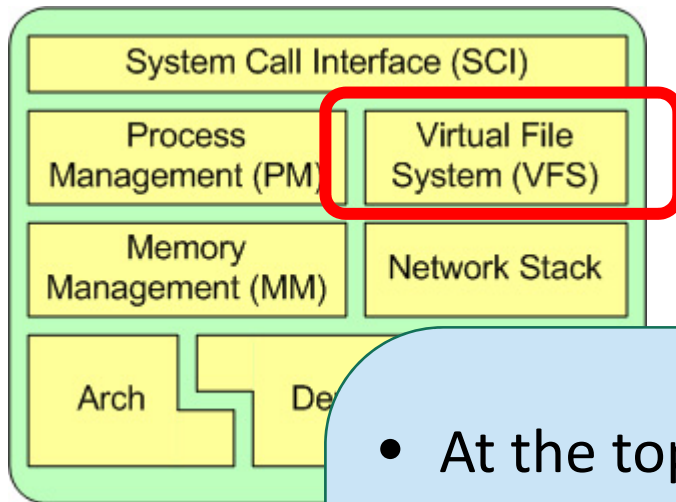 System Call Interface (SCI)
Process
Management (PM)
Virtual File
System (VFS)
Memory
Management (MM)
Network Stack
Arch
De
• At the top